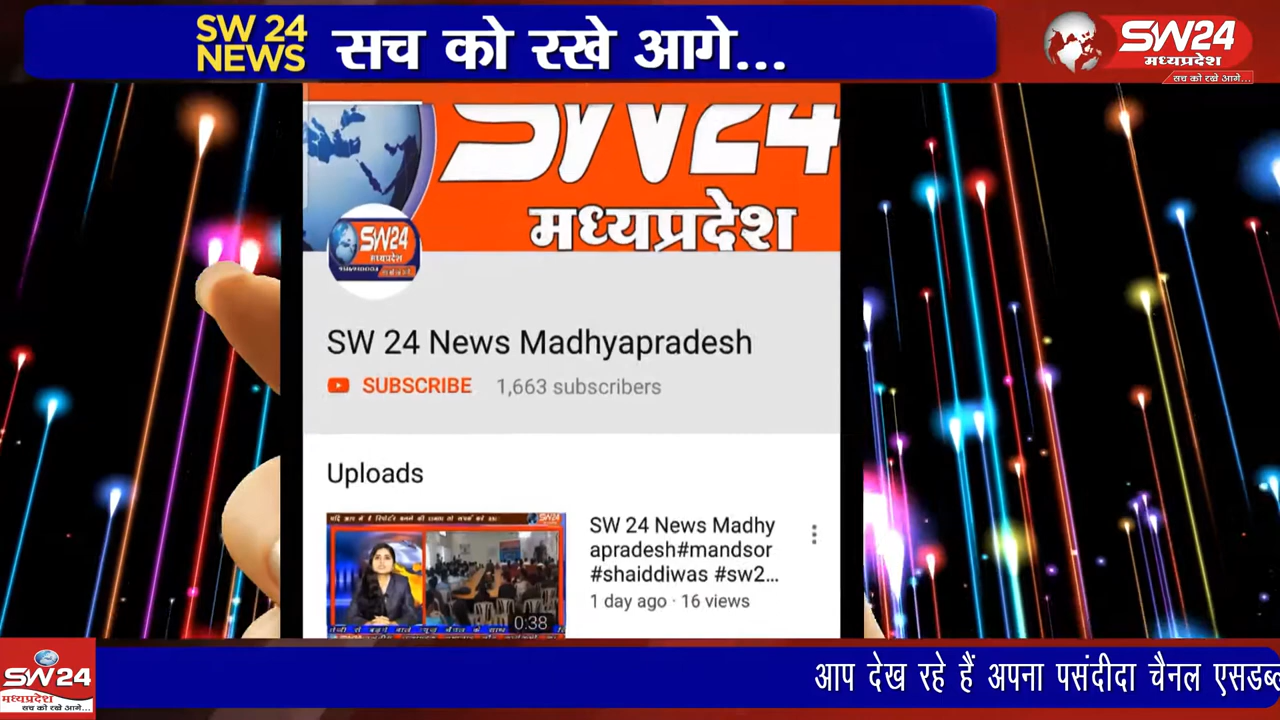 SW 24
NEWS
सच को रखे आगे...
SW24
मध्यप्रदेश
सच को रखे आगे...
SW24
मध्यप्रदेश
SW24
मध्यप्रदेश
SW 24 News Madhyapradesh
SUBSCRIBE 1,663 subscribers
Uploads
SW 24 News Madhy
apradesh#mandsor
#shaiddiwas #sw2...
1 day ago · 16 views
SW24
0:38
SW24
मध्यप्रदेश
सच को रखे आगे...
आप देख रहे हैं अपना पसंदीदा चैनल एसडब्ल